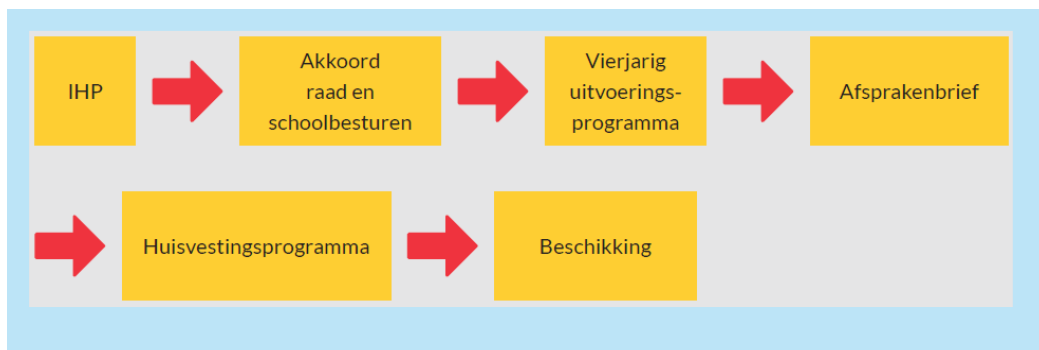 IHP
Akkoord
raad en
schoolbesturen
Vierjarig
uitvoerings-
programma
Afsprakenbrief
Huisvestingsprogramma
Beschikking